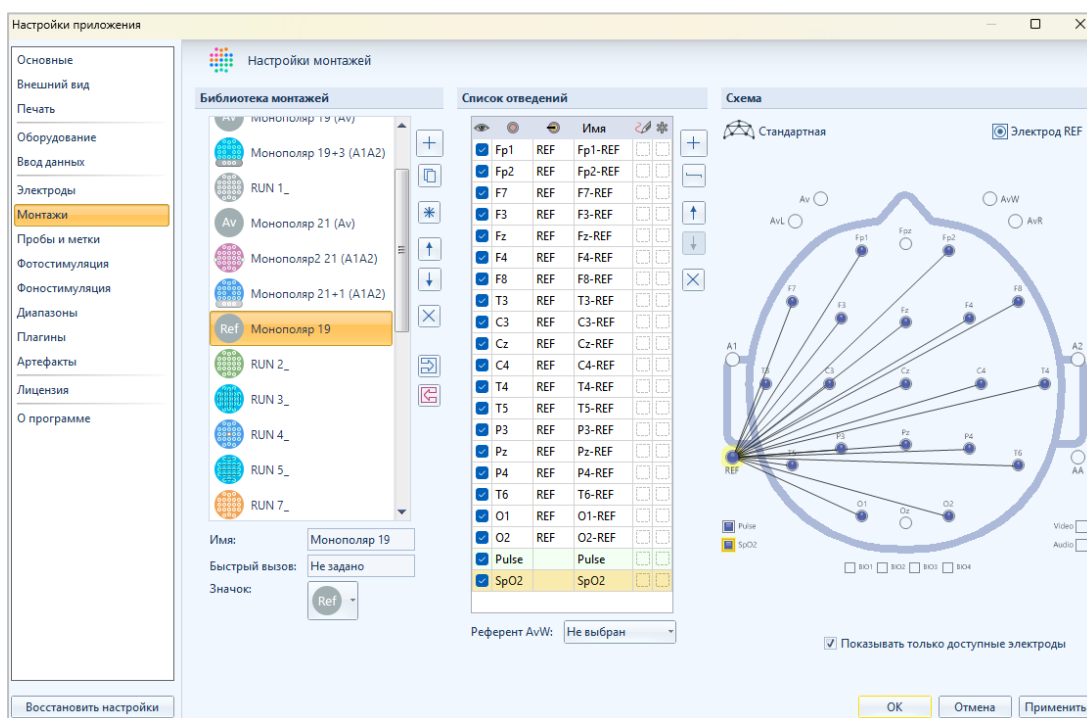 Настройки приложения
Основные
Внешний вид
Печать
Оборудование
Ввод данных
Электроды
Монтажи
Пробы и метки
Фотостимуляция
Фоностимуляция
Диапазоны
Плагины
Артефакты
Лицензия
О программе
Восстановить настройки
Настройки монтажей
Библиотека монтажей
Av Монополяр 19 (Av)
Монополяр 19+3 (A1A2)
RUN 1_
Av Монополяр 21 (Av)
Монополяр2 21 (A1A2)
Монополяр 21+1 (A1A2)
Ref Монополяр 19
RUN 2_
RUN 3_
RUN 4_
RUN 5_
RUN 7_
Имя: Монополяр 19
Быстрый вызов: Не задано
Значок: Ref
Список отведений
Имя
Fp1 REF Fp1-REF
Fp2 REF Fp2-REF
F7 REF F7-REF
F3 REF F3-REF
Fz REF Fz-REF
F4 REF F4-REF
F8 REF F8-REF
T3 REF T3-REF
C3 REF C3-REF
Cz REF Cz-REF
C4 REF C4-REF
T4 REF T4-REF
T5 REF T5-REF
P3 REF P3-REF
Pz REF Pz-REF
P4 REF P4-REF
T6 REF T6-REF
O1 REF O1-REF
O2 REF O2-REF
Pulse Pulse
SpO2 SpO2
Референт AvW: Не выбран
Схема
Стандартная Электрод REF
Av AvW
AvL AvR
Fp1 Fpz Fp2
F7 F3 Fz F4 F8
A1 A2
T3 C3 Cz C4 T4
REF T5 P3 Pz P4 T6 AA
O1 Oz O2
Pulse Video
SpO2 Audio
BIO1 BIO2 BIO3 BIO4
Показывать только доступные электроды
OK Отмена Применить